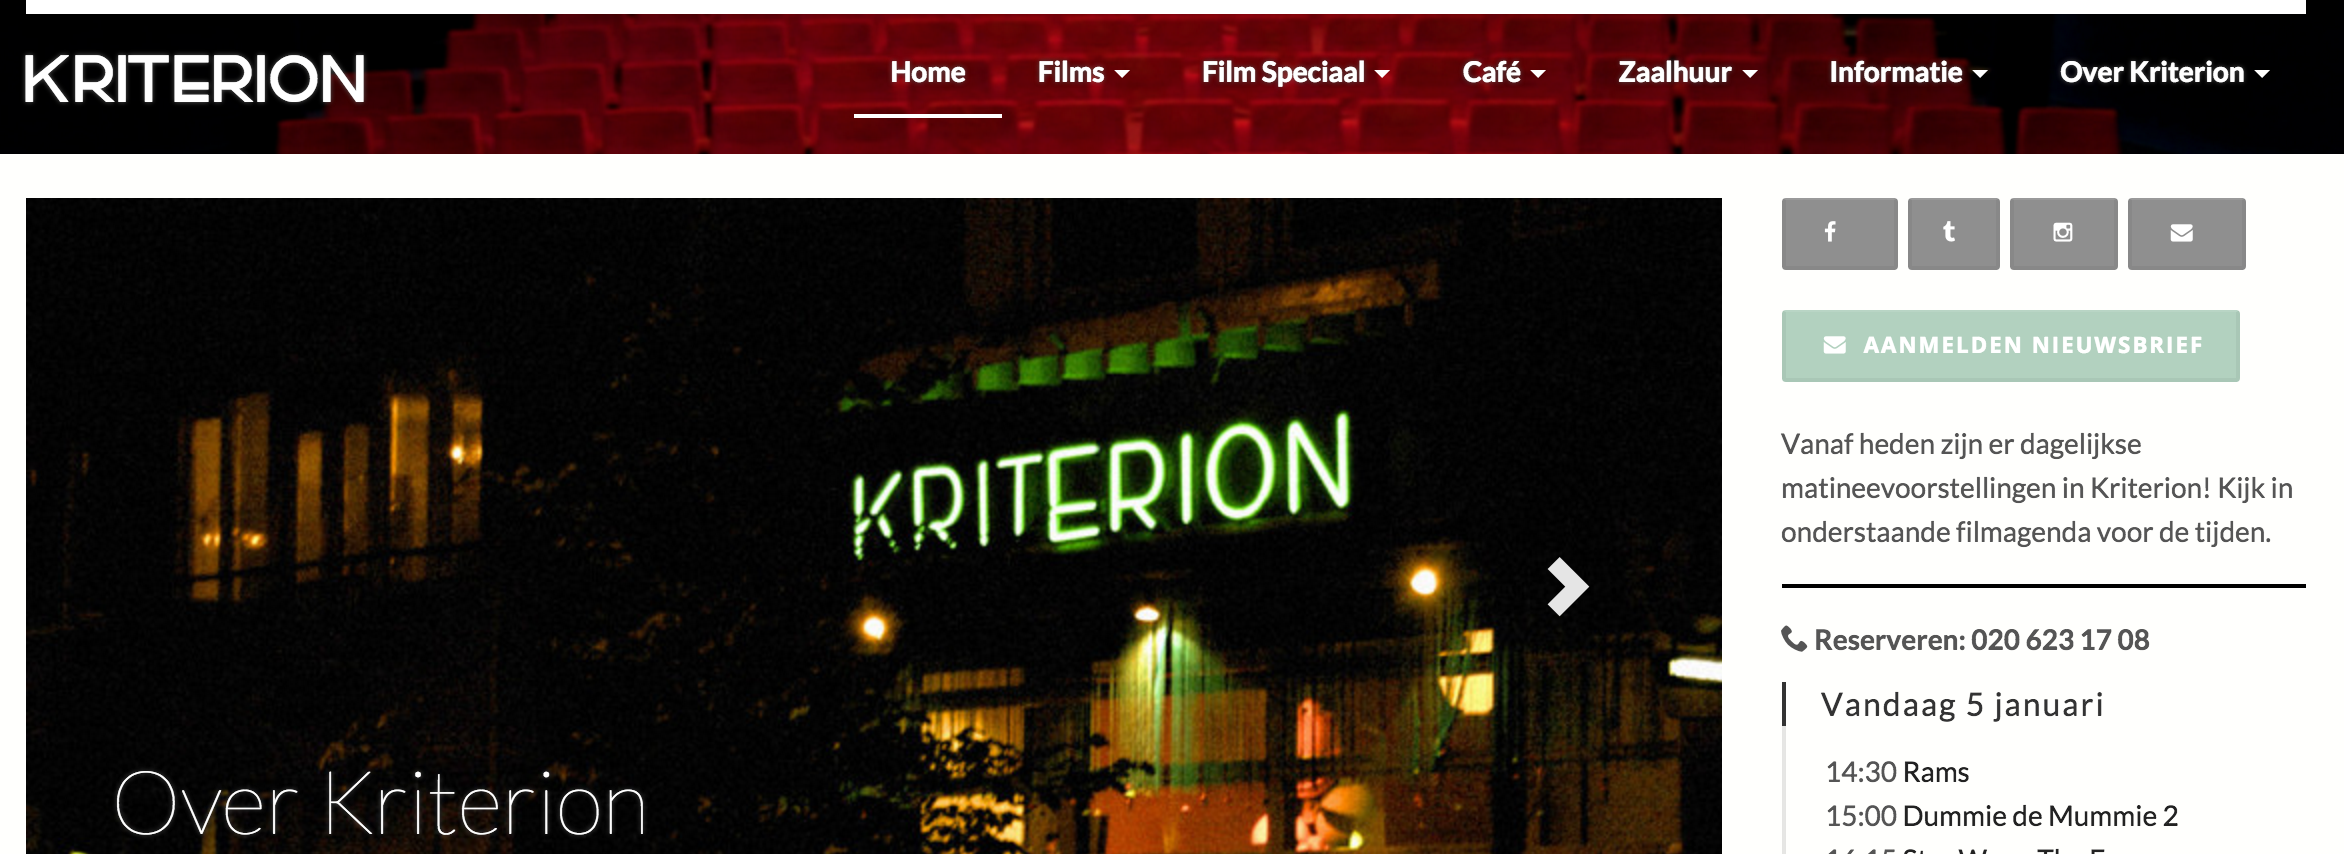 KRITERION
Home
Films
Film Speciaal
Café
Zaalhuur
Informatie
Over Kriterion
KRITERION
Over Kriterion
AANMELDEN NIEUWSBRIEF
Vanaf heden zijn er dagelijkse
matineevoorstellingen in Kriterion! Kijk in
onderstaande filmagenda voor de tijden.
Reserveren: 020 623 17 08
Vandaag 5 januari
14:30 Rams
15:00 Dummie de Mummie 2